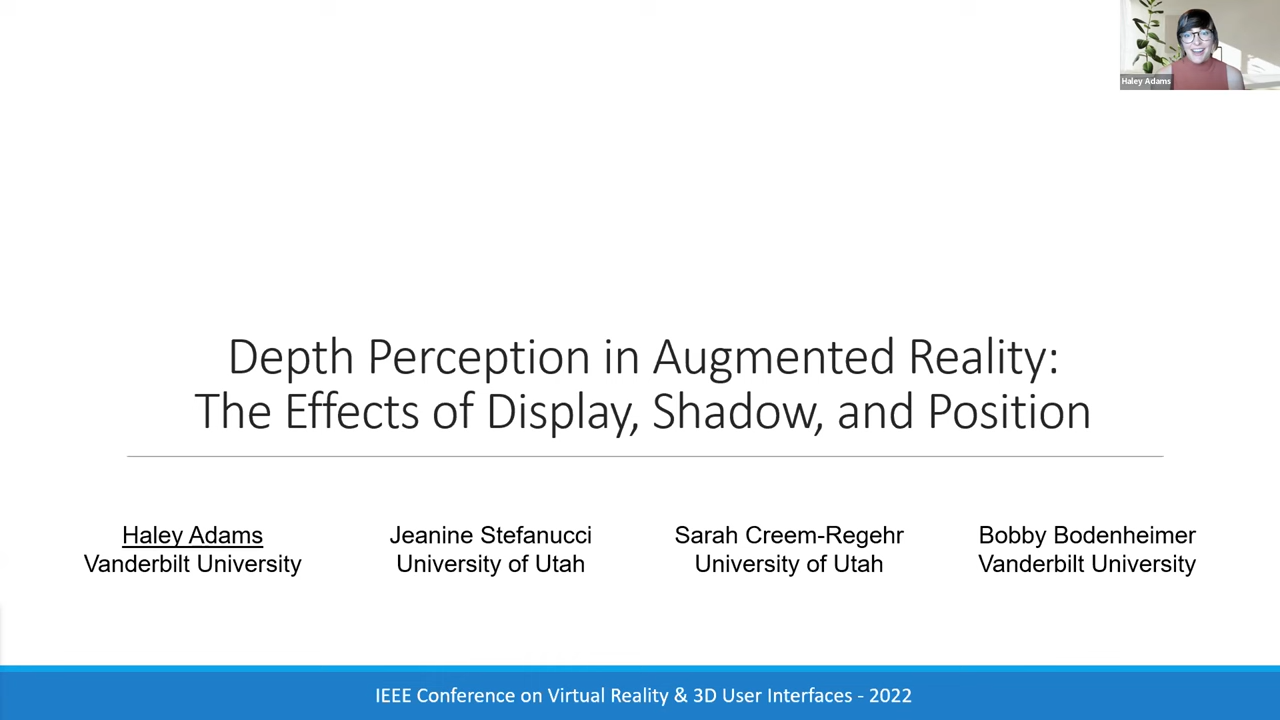 Haley Adams
Depth Perception in Augmented Reality:
The Effects of Display, Shadow, and Position
Haley Adams
Vanderbilt University
Jeanine Stefanucci
University of Utah
Sarah Creem-Regehr
University of Utah
Bobby Bodenheimer
Vanderbilt University
IEEE Conference on Virtual Reality & 3D User Interfaces - 2022